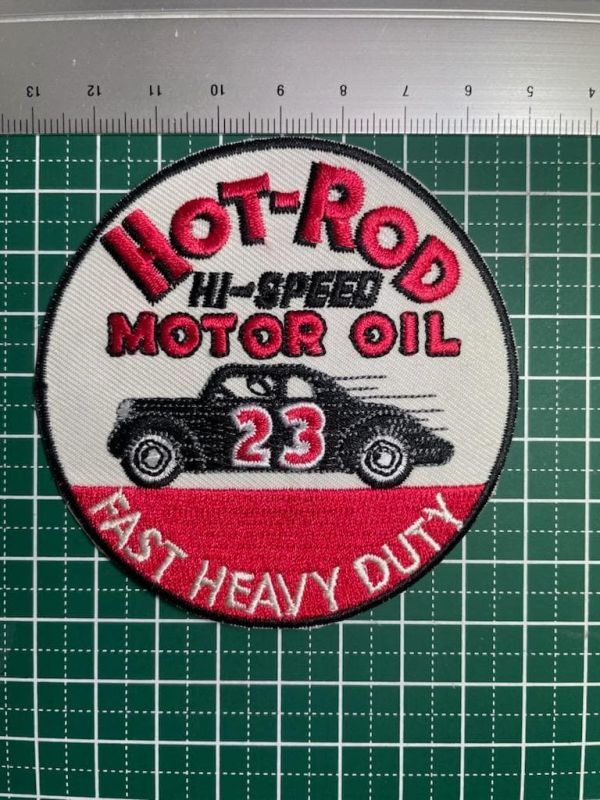 13 12 11 10 9 8 7 6 5 4
HOT-ROD
HI-SPEED
MOTOR OIL
23
FAST HEAVY DUTY